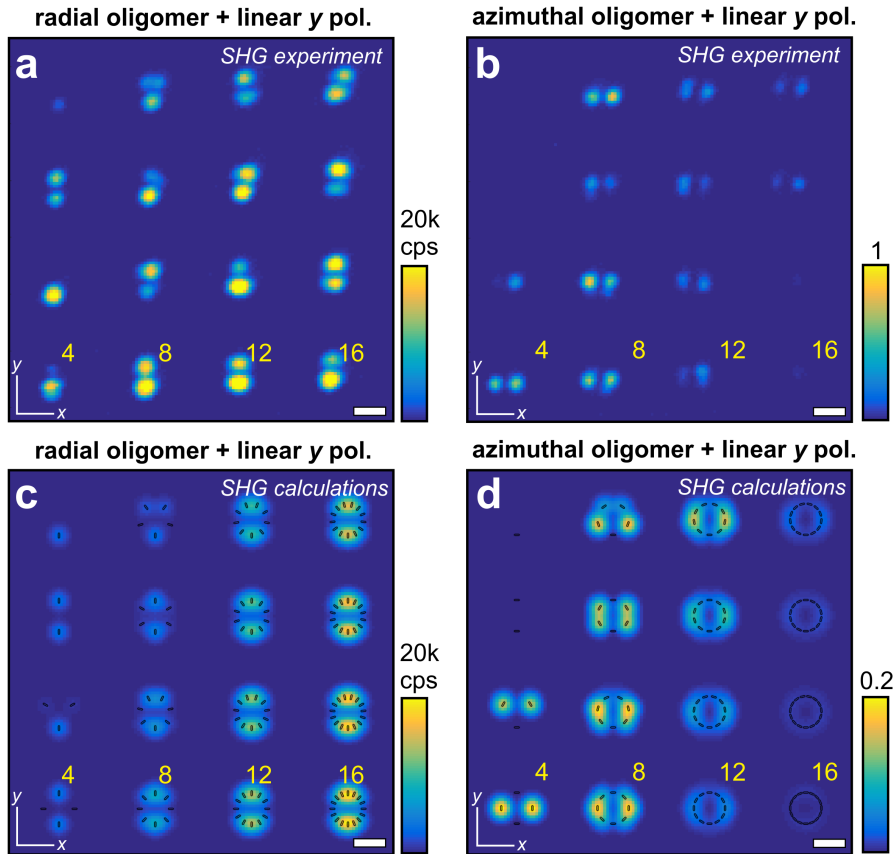 radial oligomer + linear y pol.
a
SHG experiment
4 8 12 16
y
x
20k
cps
azimuthal oligomer + linear y pol.
b
SHG experiment
4 8 12 16
y
x
1
radial oligomer + linear y pol.
c
SHG calculations
4 8 12 16
y
x
20k
cps
azimuthal oligomer + linear y pol.
d
SHG calculations
4 8 12 16
y
x
0.2